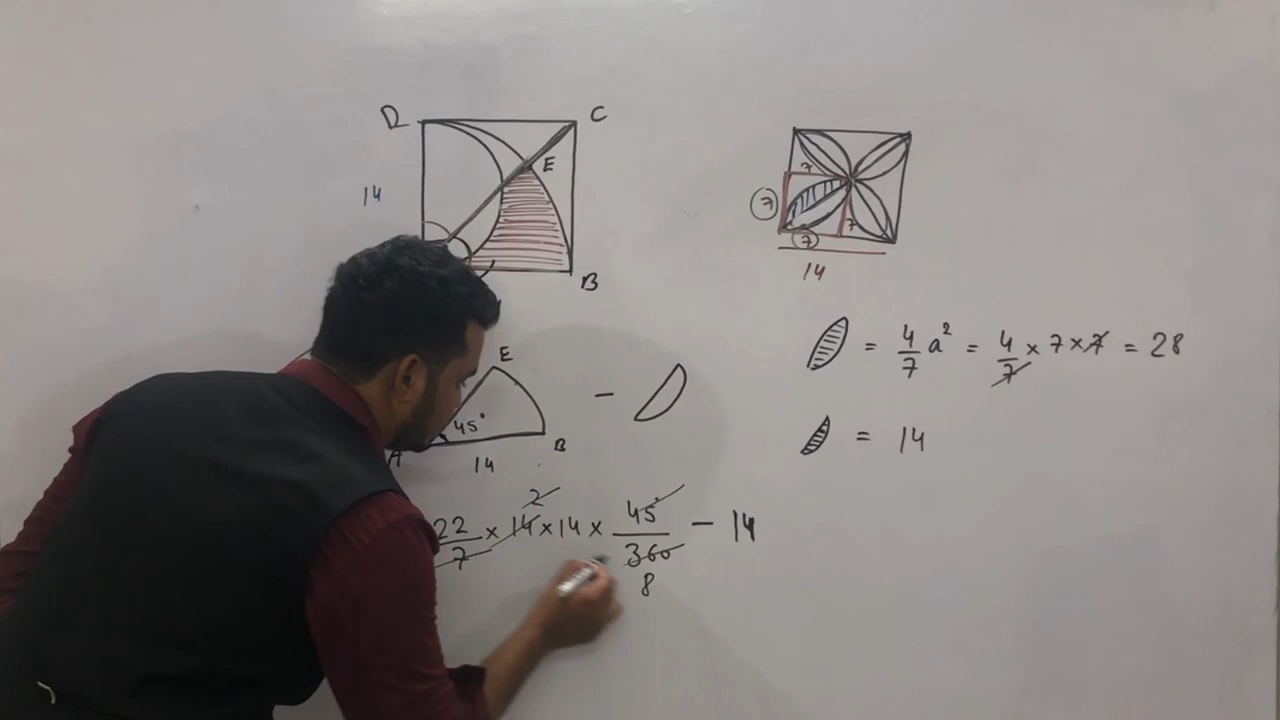 D C
E
14
B
7
7 7
7
14
= 4/7 a² = 4/7 × 7 × 7 = 28
= 14
E
45°
A B
14
−
2
22/7 × 14 × 14 × 45°/360 − 14
8